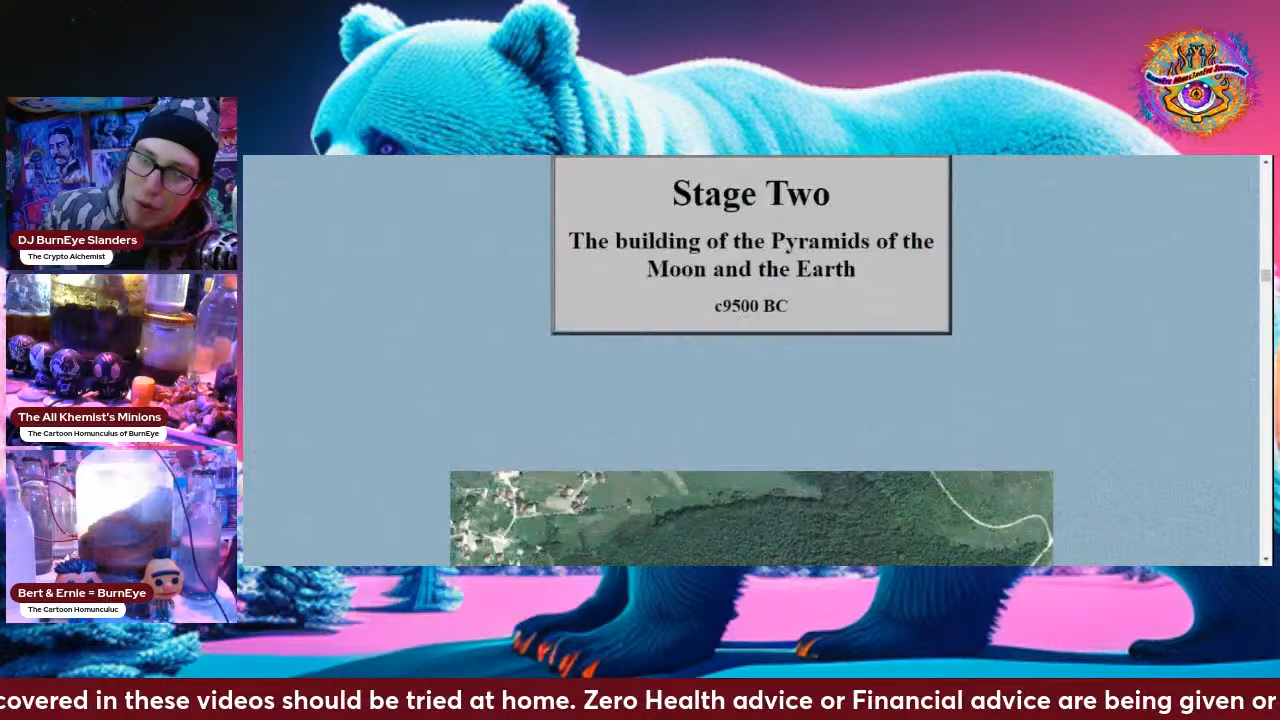 DJ BurnEye Slanders
The Crypto Alchemist
The All Khemist's Minions
The Cartoon Homunculus of BurnEye
Bert & Ernie = BurnEye
The Cartoon Homunculuc
Stage Two
The building of the Pyramids of the
Moon and the Earth
c9500 BC
covered in these videos should be tried at home. Zero Health advice or Financial advice are being given or